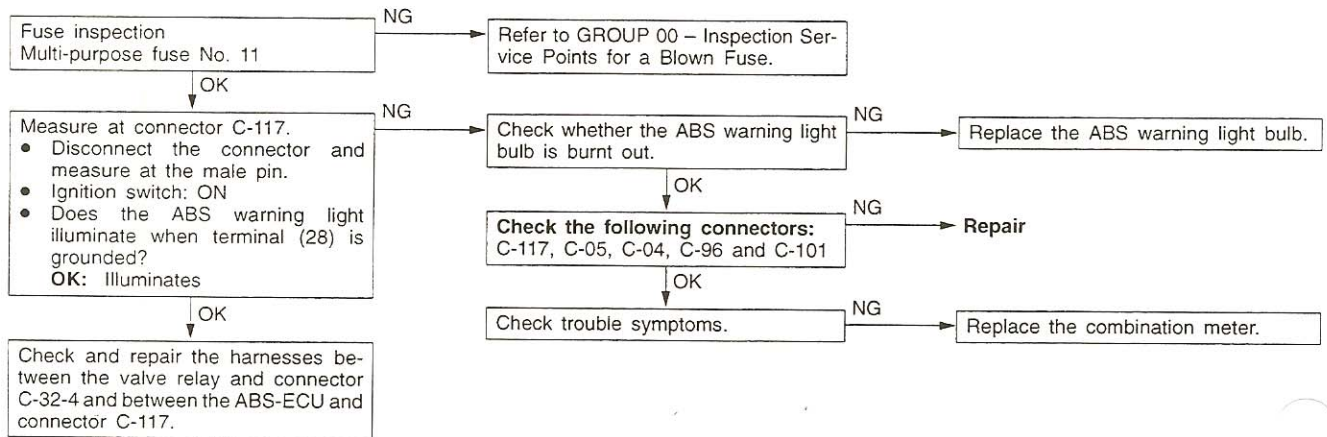 Fuse inspection
Multi-purpose fuse No. 11
NG
Refer to GROUP 00 – Inspection Ser-
vice Points for a Blown Fuse.
OK
Measure at connector C-117.
● Disconnect the connector and
measure at the male pin.
● Ignition switch: ON
● Does the ABS warning light
illuminate when terminal (28) is
grounded?
OK: Illuminates
NG
Check whether the ABS warning light
bulb is burnt out.
NG
Replace the ABS warning light bulb.
OK
Check the following connectors:
C-117, C-05, C-04, C-96 and C-101
NG
Repair
OK
Check trouble symptoms.
NG
Replace the combination meter.
OK
Check and repair the harnesses be-
tween the valve relay and connector
C-32-4 and between the ABS-ECU and
connector C-117.